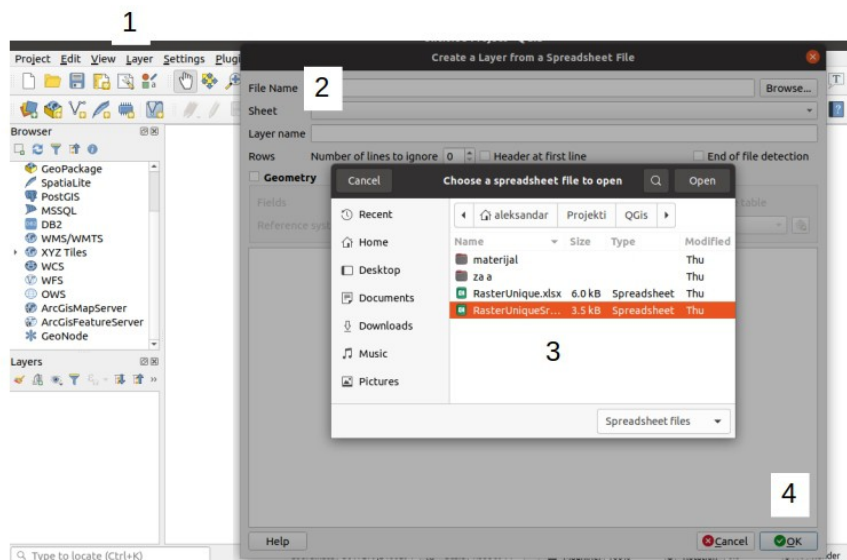 1
Project Edit View Layer Settings Plugi
Create a Layer from a Spreadsheet File
File Name
2
Browse...
Sheet
Layer name
Rows Number of lines to ignore 0 Header at first line End of file detection
Geometry
Fields
Reference syst
table
Browser
GeoPackage
SpatiaLite
PostGIS
MSSQL
DB2
WMS/WMTS
XYZ Tiles
WCS
WFS
OWS
ArcGisMapServer
ArcGisFeatureServer
GeoNode
Layers
Cancel Choose a spreadsheet file to open Open
Recent
Home
Desktop
Documents
Downloads
Music
Pictures
aleksandar Projekti QGis
Name Size Type Modified
materijal Thu
za a Thu
RasterUnique.xlsx 6.0 kB Spreadsheet Thu
RasterUniqueSr... 3.5 kB Spreadsheet Thu
3
Spreadsheet files
4
Help Cancel OK
Type to locate (Ctrl+K)